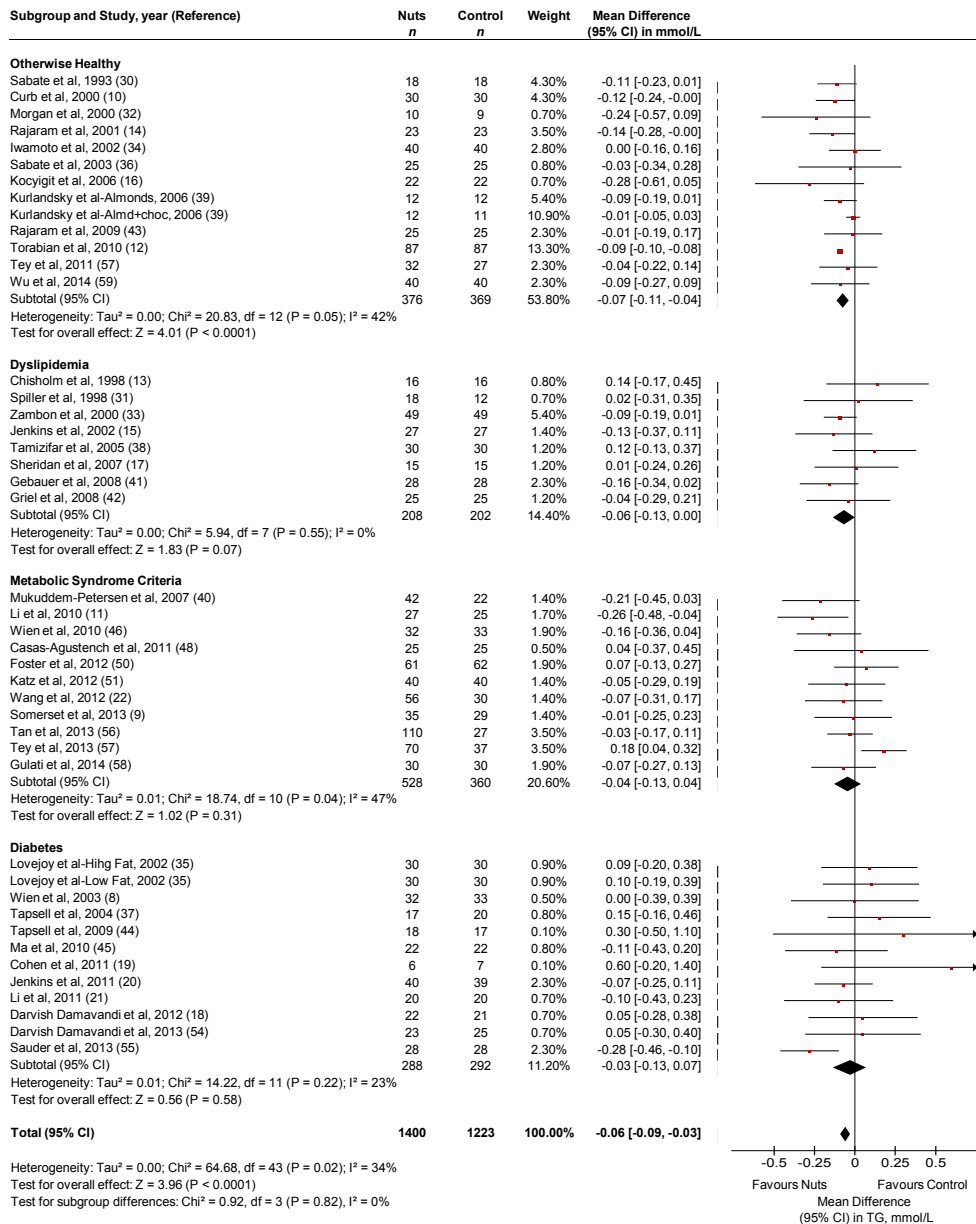 Subgroup and Study, year (Reference) Nuts Control Weight Mean Difference
n n (95% CI) in mmol/L
Otherwise Healthy
Sabate et al, 1993 (30) 18 18 4.30% -0.11 [-0.23, 0.01]
Curb et al, 2000 (10) 30 30 4.30% -0.12 [-0.24, -0.00]
Morgan et al, 2000 (32) 10 9 0.70% -0.24 [-0.57, 0.09]
Rajaram et al, 2001 (14) 23 23 3.50% -0.14 [-0.28, -0.00]
Iwamoto et al, 2002 (34) 40 40 2.80% 0.00 [-0.16, 0.16]
Sabate et al, 2003 (36) 25 25 0.80% -0.03 [-0.34, 0.28]
Kocyigit et al, 2006 (16) 22 22 0.70% -0.28 [-0.61, 0.05]
Kurlandsky et al-Almonds, 2006 (39) 12 12 5.40% -0.09 [-0.19, 0.01]
Kurlandsky et al-Almd+choc, 2006 (39) 12 11 10.90% -0.01 [-0.05, 0.03]
Rajaram et al, 2009 (43) 25 25 2.30% -0.01 [-0.19, 0.17]
Torabian et al, 2010 (12) 87 87 13.30% -0.09 [-0.10, -0.08]
Tey et al, 2011 (57) 32 27 2.30% -0.04 [-0.22, 0.14]
Wu et al, 2014 (59) 40 40 2.30% -0.09 [-0.27, 0.09]
Subtotal (95% CI) 376 369 53.80% -0.07 [-0.11, -0.04]
Heterogeneity: Tau² = 0.00; Chi² = 20.83, df = 12 (P = 0.05); I² = 42%
Test for overall effect: Z = 4.01 (P < 0.0001)
Dyslipidemia
Chisholm et al, 1998 (13) 16 16 0.80% 0.14 [-0.17, 0.45]
Spiller et al, 1998 (31) 18 12 0.70% 0.02 [-0.31, 0.35]
Zambon et al, 2000 (33) 49 49 5.40% -0.09 [-0.19, 0.01]
Jenkins et al, 2002 (15) 27 27 1.40% -0.13 [-0.37, 0.11]
Tamizifar et al, 2005 (38) 30 30 1.20% 0.12 [-0.13, 0.37]
Sheridan et al, 2007 (17) 15 15 1.20% 0.01 [-0.24, 0.26]
Gebauer et al, 2008 (41) 28 28 2.30% -0.16 [-0.34, 0.02]
Griel et al, 2008 (42) 25 25 1.20% -0.04 [-0.29, 0.21]
Subtotal (95% CI) 208 202 14.40% -0.06 [-0.13, 0.00]
Heterogeneity: Tau² = 0.00; Chi² = 5.94, df = 7 (P = 0.55); I² = 0%
Test for overall effect: Z = 1.83 (P = 0.07)
Metabolic Syndrome Criteria
Mukuddem-Petersen et al, 2007 (40) 42 22 1.40% -0.21 [-0.45, 0.03]
Li et al, 2010 (11) 27 25 1.70% -0.26 [-0.48, -0.04]
Wien et al, 2010 (46) 32 33 1.90% -0.16 [-0.36, 0.04]
Casas-Agustench et al, 2011 (48) 25 25 0.50% 0.04 [-0.37, 0.45]
Foster et al, 2012 (50) 61 62 1.90% 0.07 [-0.13, 0.27]
Katz et al, 2012 (51) 40 40 1.40% -0.05 [-0.29, 0.19]
Wang et al, 2012 (22) 56 30 1.40% -0.07 [-0.31, 0.17]
Somerset et al, 2013 (9) 35 29 1.40% -0.01 [-0.25, 0.23]
Tan et al, 2013 (56) 110 27 3.50% -0.03 [-0.17, 0.11]
Tey et al, 2013 (57) 70 37 3.50% 0.18 [0.04, 0.32]
Gulati et al, 2014 (58) 30 30 1.90% -0.07 [-0.27, 0.13]
Subtotal (95% CI) 528 360 20.60% -0.04 [-0.13, 0.04]
Heterogeneity: Tau² = 0.01; Chi² = 18.74, df = 10 (P = 0.04); I² = 47%
Test for overall effect: Z = 1.02 (P = 0.31)
Diabetes
Lovejoy et al-Hihg Fat, 2002 (35) 30 30 0.90% 0.09 [-0.20, 0.38]
Lovejoy et al-Low Fat, 2002 (35) 30 30 0.90% 0.10 [-0.19, 0.39]
Wien et al, 2003 (8) 32 33 0.50% 0.00 [-0.39, 0.39]
Tapsell et al, 2004 (37) 17 20 0.80% 0.15 [-0.16, 0.46]
Tapsell et al, 2009 (44) 18 17 0.10% 0.30 [-0.50, 1.10]
Ma et al, 2010 (45) 22 22 0.80% -0.11 [-0.43, 0.20]
Cohen et al, 2011 (19) 6 7 0.10% 0.60 [-0.20, 1.40]
Jenkins et al, 2011 (20) 40 39 2.30% -0.07 [-0.25, 0.11]
Li et al, 2011 (21) 20 20 0.70% -0.10 [-0.43, 0.23]
Darvish Damavandi et al, 2012 (18) 22 21 0.70% 0.05 [-0.28, 0.38]
Darvish Damavandi et al, 2013 (54) 23 25 0.70% 0.05 [-0.30, 0.40]
Sauder et al, 2013 (55) 28 28 2.30% -0.28 [-0.46, -0.10]
Subtotal (95% CI) 288 292 11.20% -0.03 [-0.13, 0.07]
Heterogeneity: Tau² = 0.01; Chi² = 14.22, df = 11 (P = 0.22); I² = 23%
Test for overall effect: Z = 0.56 (P = 0.58)
Total (95% CI) 1400 1223 100.00% -0.06 [-0.09, -0.03]
Heterogeneity: Tau² = 0.00; Chi² = 64.68, df = 43 (P = 0.02); I² = 34%
Test for overall effect: Z = 3.96 (P < 0.0001)
Test for subgroup differences: Chi² = 0.92, df = 3 (P = 0.82), I² = 0%
-0.5 -0.25 0 0.25 0.5
Favours Nuts Favours Control
Mean Difference
(95% CI) in TG, mmol/L